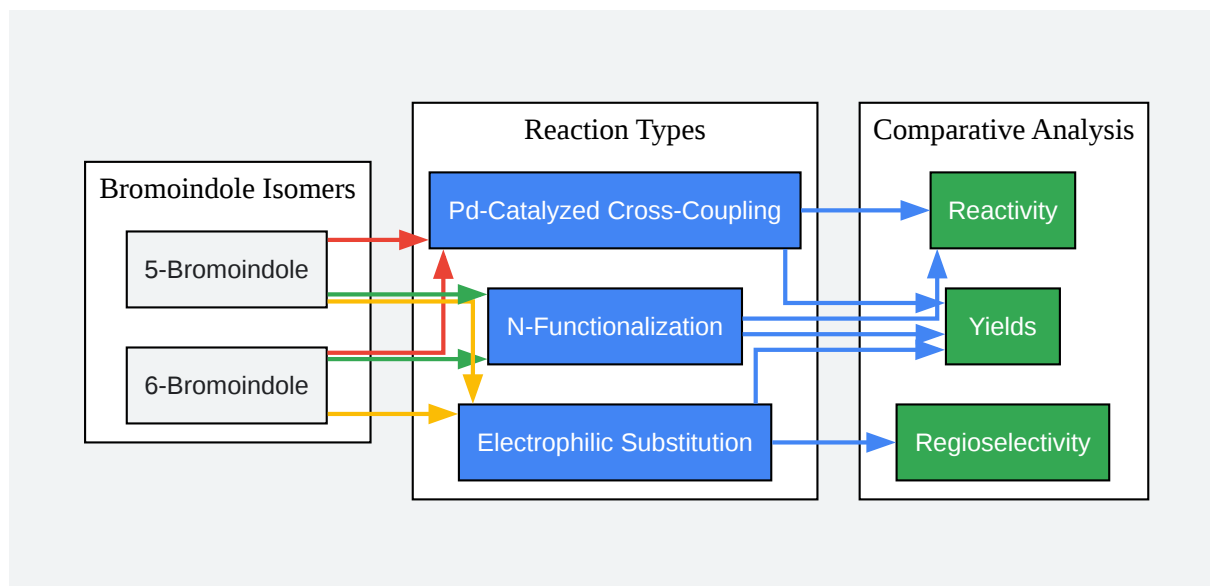 Bromoindole Isomers
5-Bromoindole
6-Bromoindole
Reaction Types
Pd-Catalyzed Cross-Coupling
N-Functionalization
Electrophilic Substitution
Comparative Analysis
Reactivity
Yields
Regioselectivity